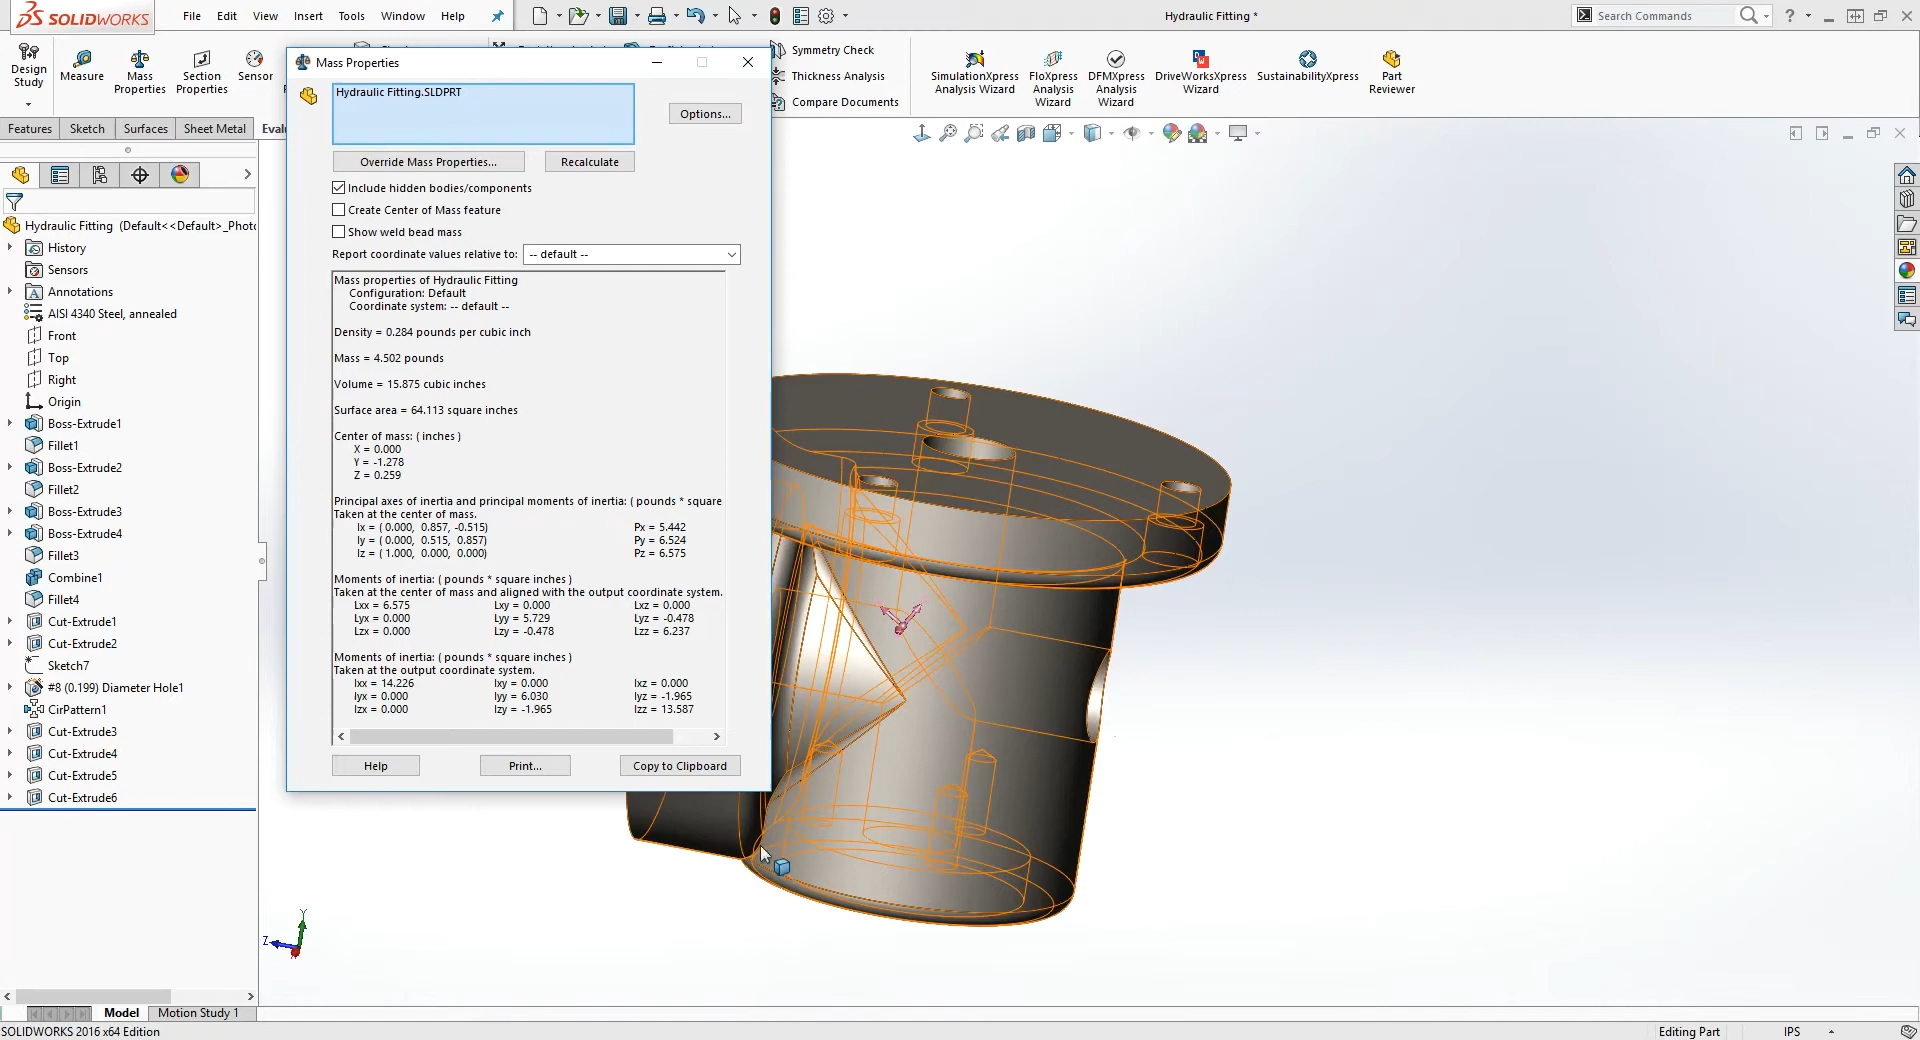 SOLIDWORKS
File Edit View Insert Tools Window Help
Hydraulic Fitting *
Search Commands
Design Study
Measure
Mass Properties
Section Properties
Sensor
Symmetry Check
Thickness Analysis
Compare Documents
SimulationXpress Analysis Wizard
FloXpress Analysis Wizard
DFMXpress Analysis Wizard
DriveWorksXpress Wizard
SustainabilityXpress
Part Reviewer
Features Sketch Surfaces Sheet Metal Evalu
Hydraulic Fitting (Default<<Default>_Photo
History
Sensors
Annotations
AISI 4340 Steel, annealed
Front
Top
Right
Origin
Boss-Extrude1
Fillet1
Boss-Extrude2
Fillet2
Boss-Extrude3
Boss-Extrude4
Fillet3
Combine1
Fillet4
Cut-Extrude1
Cut-Extrude2
Sketch7
#8 (0.199) Diameter Hole1
CirPattern1
Cut-Extrude3
Cut-Extrude4
Cut-Extrude5
Cut-Extrude6
Mass Properties
Hydraulic Fitting.SLDPRT
Options...
Override Mass Properties... Recalculate
Include hidden bodies/components
Create Center of Mass feature
Show weld bead mass
Report coordinate values relative to: -- default --
Mass properties of Hydraulic Fitting
Configuration: Default
Coordinate system: -- default --
Density = 0.284 pounds per cubic inch
Mass = 4.502 pounds
Volume = 15.875 cubic inches
Surface area = 64.113 square inches
Center of mass: ( inches )
X = 0.000
Y = -1.278
Z = 0.259
Principal axes of inertia and principal moments of inertia: ( pounds * square
Taken at the center of mass.
Ix = ( 0.000, 0.857, -0.515) Px = 5.442
Iy = ( 0.000, 0.515, 0.857) Py = 6.524
Iz = ( 1.000, 0.000, 0.000) Pz = 6.575
Moments of inertia: ( pounds * square inches )
Taken at the center of mass and aligned with the output coordinate system.
Lxx = 6.575 Lxy = 0.000 Lxz = 0.000
Lyx = 0.000 Lyy = 5.729 Lyz = -0.478
Lzx = 0.000 Lzy = -0.478 Lzz = 6.237
Moments of inertia: ( pounds * square inches )
Taken at the output coordinate system.
Ixx = 14.226 Ixy = 0.000 Ixz = 0.000
Iyx = 0.000 Iyy = 6.030 Iyz = -1.965
Izx = 0.000 Izy = -1.965 Izz = 13.587
Help Print... Copy to Clipboard
Y
Z
Model Motion Study 1
SOLIDWORKS 2016 x64 Edition
Editing Part IPS